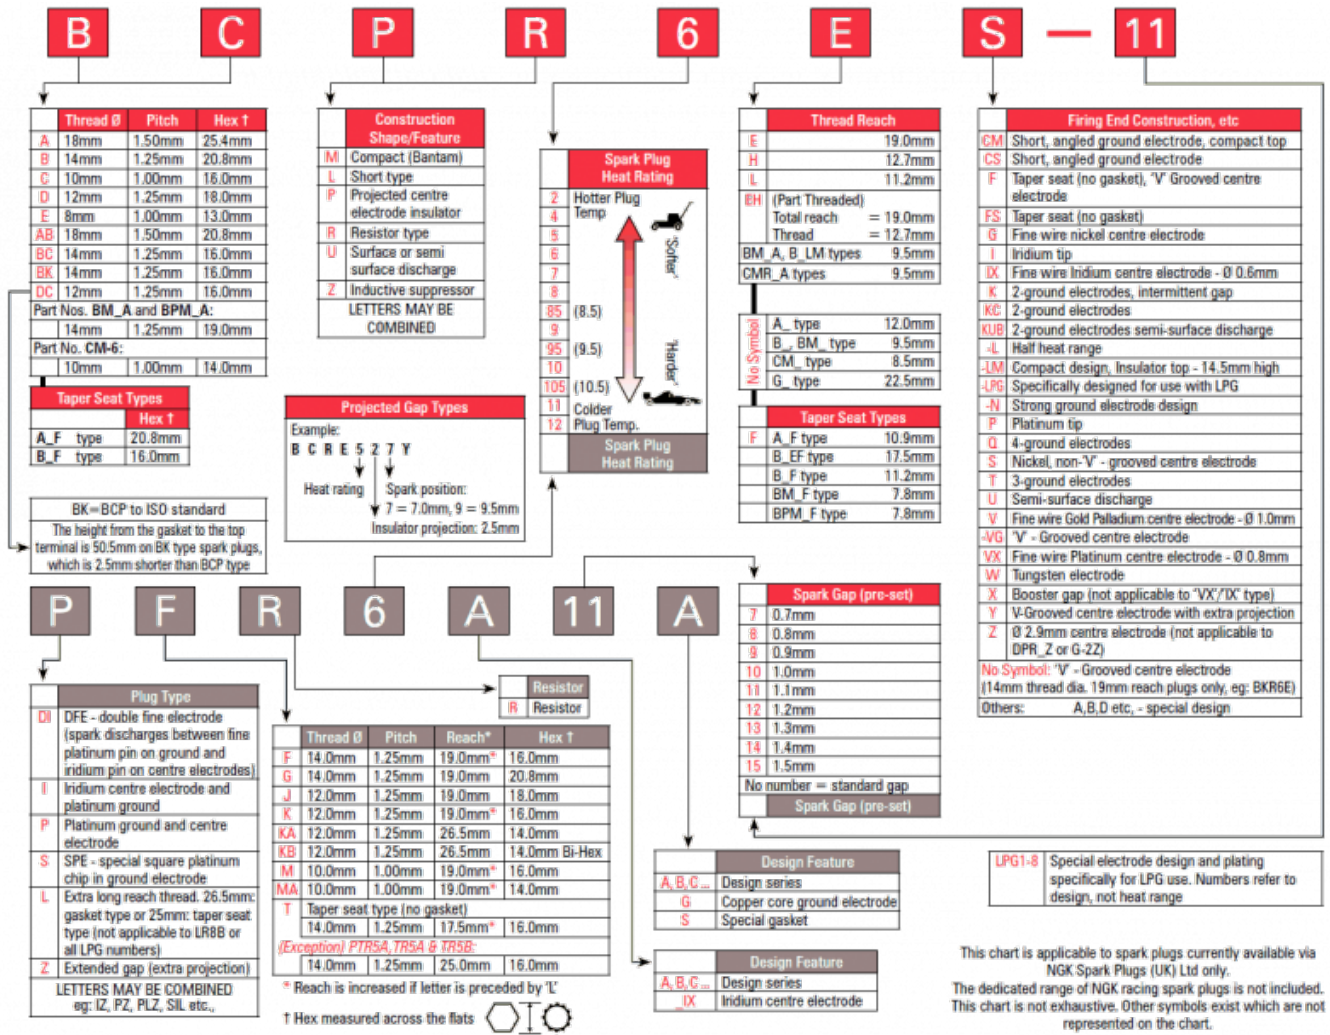 B C P R 6 E S — 11
Thread Ø Pitch Hex †
A 18mm 1.50mm 25.4mm
B 14mm 1.25mm 20.8mm
C 10mm 1.00mm 16.0mm
D 12mm 1.25mm 18.0mm
E 8mm 1.00mm 13.0mm
AB 18mm 1.50mm 20.8mm
BC 14mm 1.25mm 16.0mm
BK 14mm 1.25mm 16.0mm
DC 12mm 1.25mm 16.0mm
Part Nos. BM_A and BPM_A:
14mm 1.25mm 19.0mm
Part No. CM-6:
10mm 1.00mm 14.0mm
Taper Seat Types
Hex †
A_F type 20.8mm
B_F type 16.0mm
BK=BCP to ISO standard
The height from the gasket to the top
terminal is 50.5mm on BK type spark plugs,
which is 2.5mm shorter than BCP type
Construction
Shape/Feature
M Compact (Bantam)
L Short type
P Projected centre
electrode insulator
R Resistor type
U Surface or semi
surface discharge
Z Inductive suppressor
LETTERS MAY BE
COMBINED
Projected Gap Types
Example:
B C R E 5 2 7 Y
Heat rating Spark position:
7 = 7.0mm, 9 = 9.5mm
Insulator projection: 2.5mm
Spark Plug
Heat Rating
2 Hotter Plug
4 Temp
5
6
7
8
85 (8.5)
9
95 (9.5)
10
105 (10.5)
11 Colder
12 Plug Temp.
"Softer"
"Harder"
Spark Plug
Heat Rating
Thread Reach
E 19.0mm
H 12.7mm
L 11.2mm
EH (Part Threaded)
Total reach = 19.0mm
Thread = 12.7mm
BM_A, B_LM types 9.5mm
CMR_A types 9.5mm
No Symbol
A_ type 12.0mm
B_, BM_ type 9.5mm
CM_ type 8.5mm
G_ type 22.5mm
Taper Seat Types
F A_F type 10.9mm
B_EF type 17.5mm
B_F type 11.2mm
BM_F type 7.8mm
BPM_F type 7.8mm
Firing End Construction, etc
CM Short, angled ground electrode, compact top
CS Short, angled ground electrode
F Taper seat (no gasket), 'V' Grooved centre
electrode
FS Taper seat (no gasket)
G Fine wire nickel centre electrode
I Iridium tip
IX Fine wire Iridium centre electrode - Ø 0.6mm
K 2-ground electrodes, intermittent gap
KC 2-ground electrodes
KUB 2-ground electrodes semi-surface discharge
-L Half heat range
-LM Compact design, Insulator top - 14.5mm high
-LPG Specifically designed for use with LPG
-N Strong ground electrode design
P Platinum tip
Q 4-ground electrodes
S Nickel, non-'V' - grooved centre electrode
T 3-ground electrodes
U Semi-surface discharge
V Fine wire Gold Palladium centre electrode - Ø 1.0mm
-VG 'V' - Grooved centre electrode
VX Fine wire Platinum centre electrode - Ø 0.8mm
W Tungsten electrode
X Booster gap (not applicable to 'VX'/'IX' type)
Y V-Grooved centre electrode with extra projection
Z Ø 2.9mm centre electrode (not applicable to
DPR_Z or G-2Z)
No Symbol: 'V' - Grooved centre electrode
(14mm thread dia. 19mm reach plugs only, eg: BKR6E)
Others: A,B,D etc, - special design
P F R 6 A 11 A
Plug Type
DI DFE - double fine electrode
(spark discharges between fine
platinum pin on ground and
iridium pin on centre electrodes)
I Iridium centre electrode and
platinum ground
P Platinum ground and centre
electrode
S SPE - special square platinum
chip in ground electrode
L Extra long reach thread. 26.5mm:
gasket type or 25mm: taper seat
type (not applicable to LR8B or
all LPG numbers)
Z Extended gap (extra projection)
LETTERS MAY BE COMBINED
eg: IZ, PZ, PLZ, SIL etc.,
Resistor
R Resistor
Thread Ø Pitch Reach* Hex †
F 14.0mm 1.25mm 19.0mm* 16.0mm
G 14.0mm 1.25mm 19.0mm 20.8mm
J 12.0mm 1.25mm 19.0mm 18.0mm
K 12.0mm 1.25mm 19.0mm* 16.0mm
KA 12.0mm 1.25mm 26.5mm 14.0mm
KB 12.0mm 1.25mm 26.5mm 14.0mm Bi-Hex
M 10.0mm 1.00mm 19.0mm* 16.0mm
MA 10.0mm 1.00mm 19.0mm* 14.0mm
T Taper seat type (no gasket)
14.0mm 1.25mm 17.5mm* 16.0mm
(Exception) PTR5A, TR5A & TR5B:
14.0mm 1.25mm 25.0mm 16.0mm
* Reach is increased if letter is preceded by 'L'
† Hex measured across the flats
Spark Gap (pre-set)
7 0.7mm
8 0.8mm
9 0.9mm
10 1.0mm
11 1.1mm
12 1.2mm
13 1.3mm
14 1.4mm
15 1.5mm
No number = standard gap
Spark Gap (pre-set)
Design Feature
A, B, C ... Design series
G Copper core ground electrode
S Special gasket
Design Feature
A, B, C ... Design series
_IX Iridium centre electrode
LPG1-8 Special electrode design and plating
specifically for LPG use. Numbers refer to
design, not heat range
This chart is applicable to spark plugs currently available via
NGK Spark Plugs (UK) Ltd only.
The dedicated range of NGK racing spark plugs is not included.
This chart is not exhaustive. Other symbols exist which are not
represented on the chart.